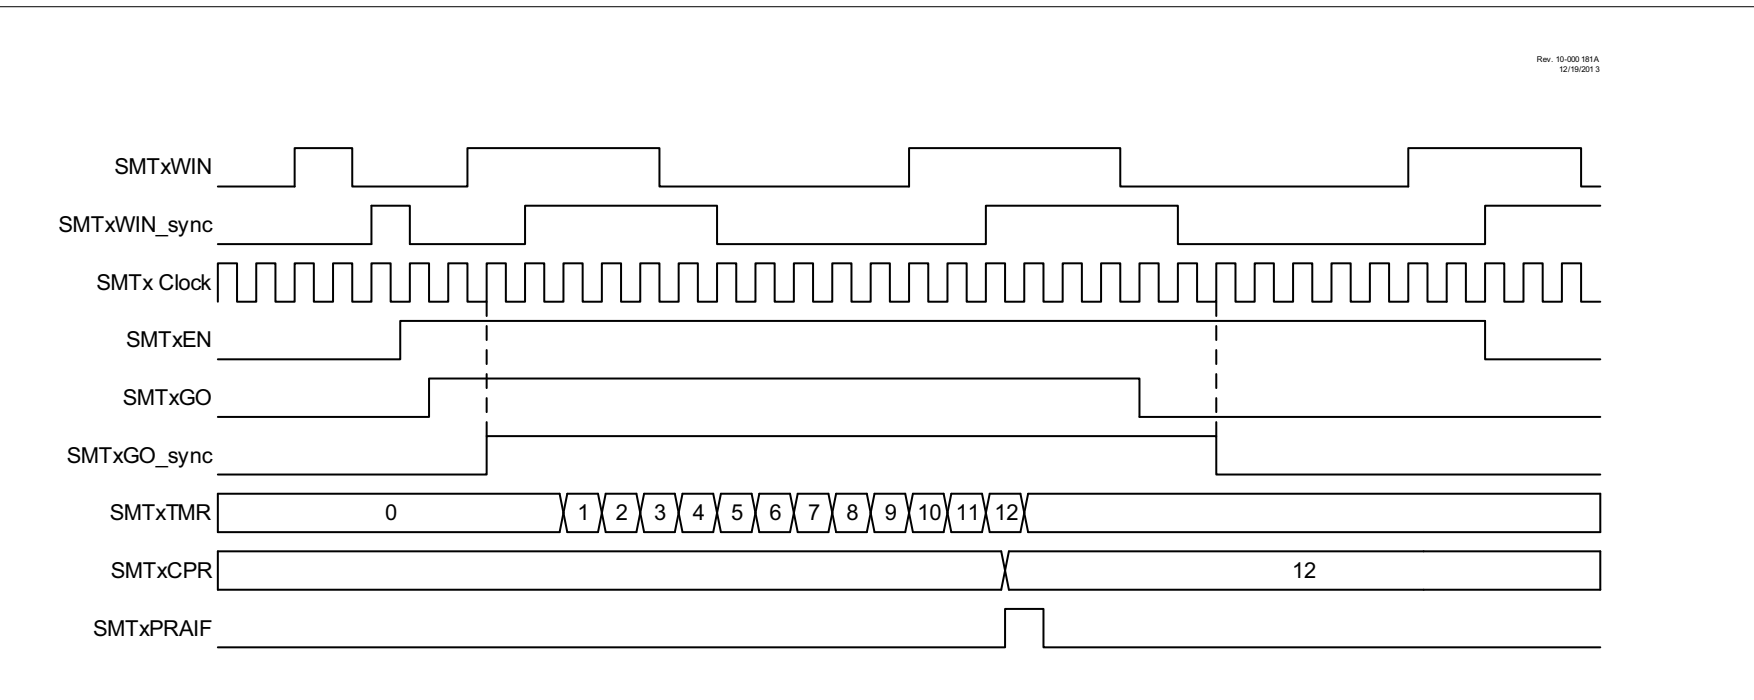 Rev. 10-000 181A
12/19/201 3
SMTxWIN
SMTxWIN_sync
SMTx Clock
SMTxEN
SMTxGO
SMTxGO_sync
SMTxTMR 0 1 2 3 4 5 6 7 8 9 10 11 12
SMTxCPR 12
SMTxPRAIF